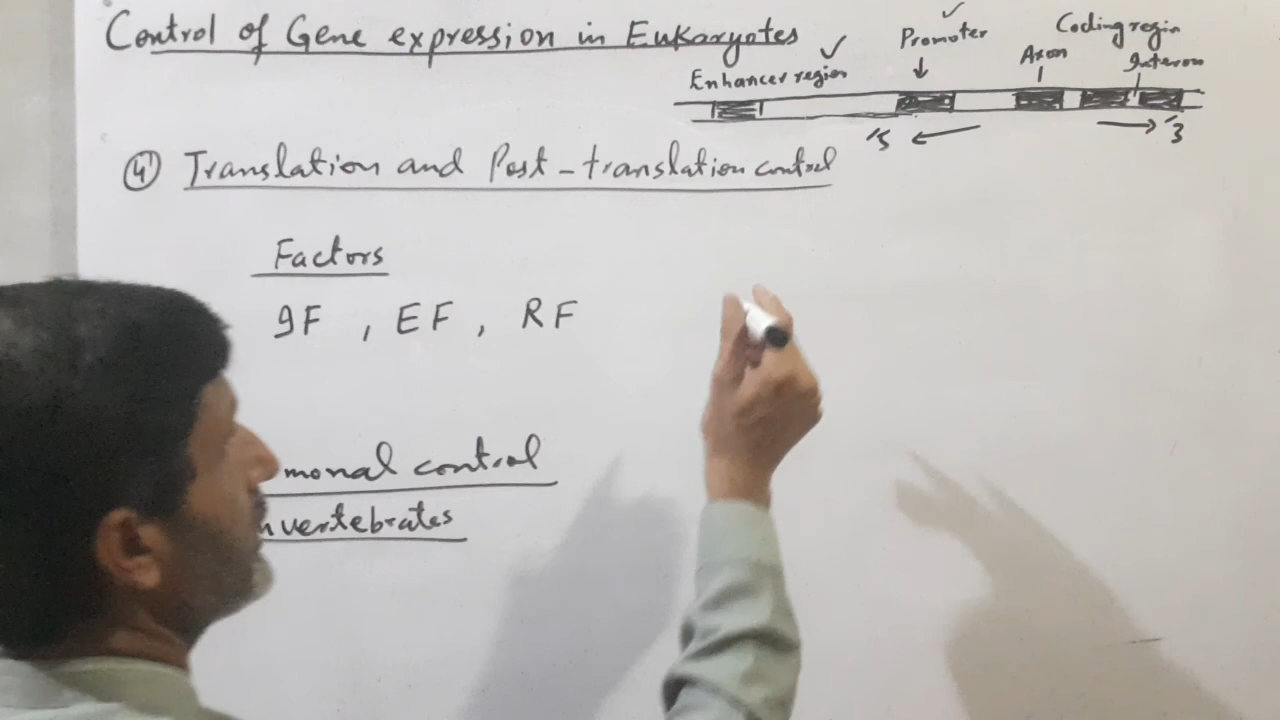 Control of Gene expression in Eukaryotes
Promoter
Coding regin
Enhancer region
Axon
Interon
'5
'3
4 Translation and Post-translation control
Factors
IF, EF, RF
monal control
nvertebrates